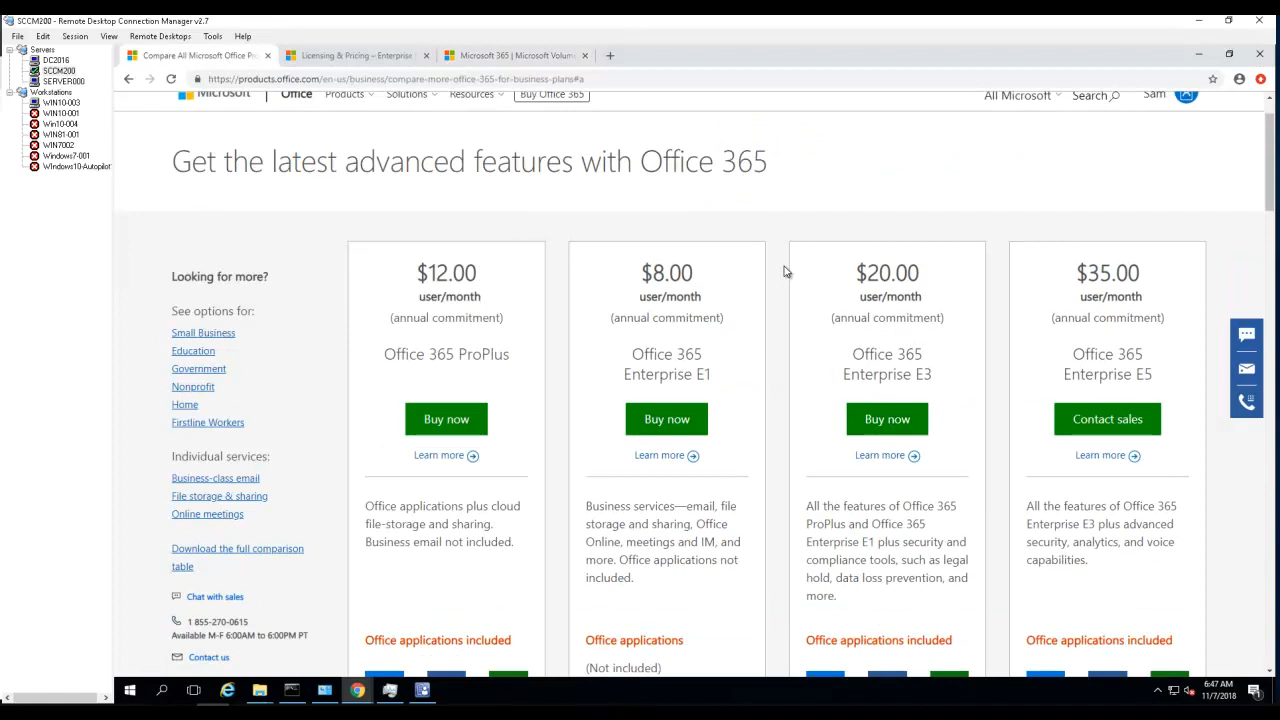 SCCM200 - Remote Desktop Connection Manager v2.7
File Edit Session View Remote Desktops Tools Help
Servers
DC2016
SCCM200
SERVER000
Workstations
WIN10-003
WIN10-001
Win10-004
WIN81-001
WIN7002
Windows7-001
Windows10-Autopilot
Compare All Microsoft Office Pro
Licensing & Pricing – Enterprise
Microsoft 365 | Microsoft Volum
https://products.office.com/en-us/business/compare-more-office-365-for-business-plans#a
Microsoft Office Products Solutions Resources Buy Office 365 All Microsoft Search Sam
Get the latest advanced features with Office 365
Looking for more?
See options for:
Small Business
Education
Government
Nonprofit
Home
Firstline Workers
Individual services:
Business-class email
File storage & sharing
Online meetings
Download the full comparison
table
Chat with sales
1 855-270-0615
Available M-F 6:00AM to 6:00PM PT
Contact us
$12.00
user/month
(annual commitment)
Office 365 ProPlus
Buy now
Learn more
Office applications plus cloud
file-storage and sharing.
Business email not included.
Office applications included
$8.00
user/month
(annual commitment)
Office 365
Enterprise E1
Buy now
Learn more
Business services—email, file
storage and sharing, Office
Online, meetings and IM, and
more. Office applications not
included.
Office applications
(Not included)
$20.00
user/month
(annual commitment)
Office 365
Enterprise E3
Buy now
Learn more
All the features of Office 365
ProPlus and Office 365
Enterprise E1 plus security and
compliance tools, such as legal
hold, data loss prevention, and
more.
Office applications included
$35.00
user/month
(annual commitment)
Office 365
Enterprise E5
Contact sales
Learn more
All the features of Office 365
Enterprise E3 plus advanced
security, analytics, and voice
capabilities.
Office applications included
6:47 AM
11/7/2018